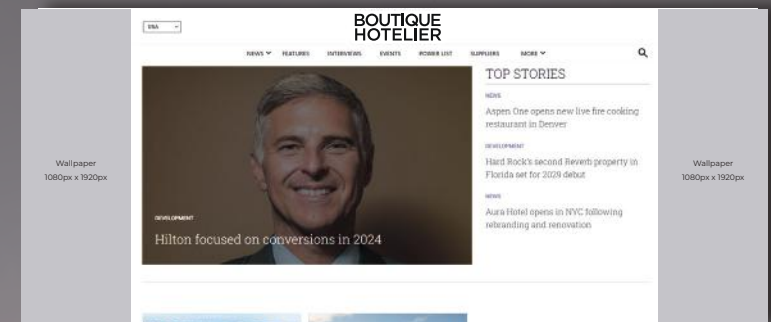 USA
BOUTIQUE
HOTELIER
NEWS FEATURES INTERVIEWS EVENTS POWER LIST SUPPLIERS MORE
TOP STORIES
NEWS
Aspen One opens new live fire cooking
restaurant in Denver
DEVELOPMENT
Hard Rock's second Reverb property in
Florida set for 2028 debut
NEWS
Aura Hotel opens in NYC following
rebranding and renovation
DEVELOPMENT
Hilton focused on conversions in 2024
Wallpaper
1080px x 1920px
Wallpaper
1080px x 1920px